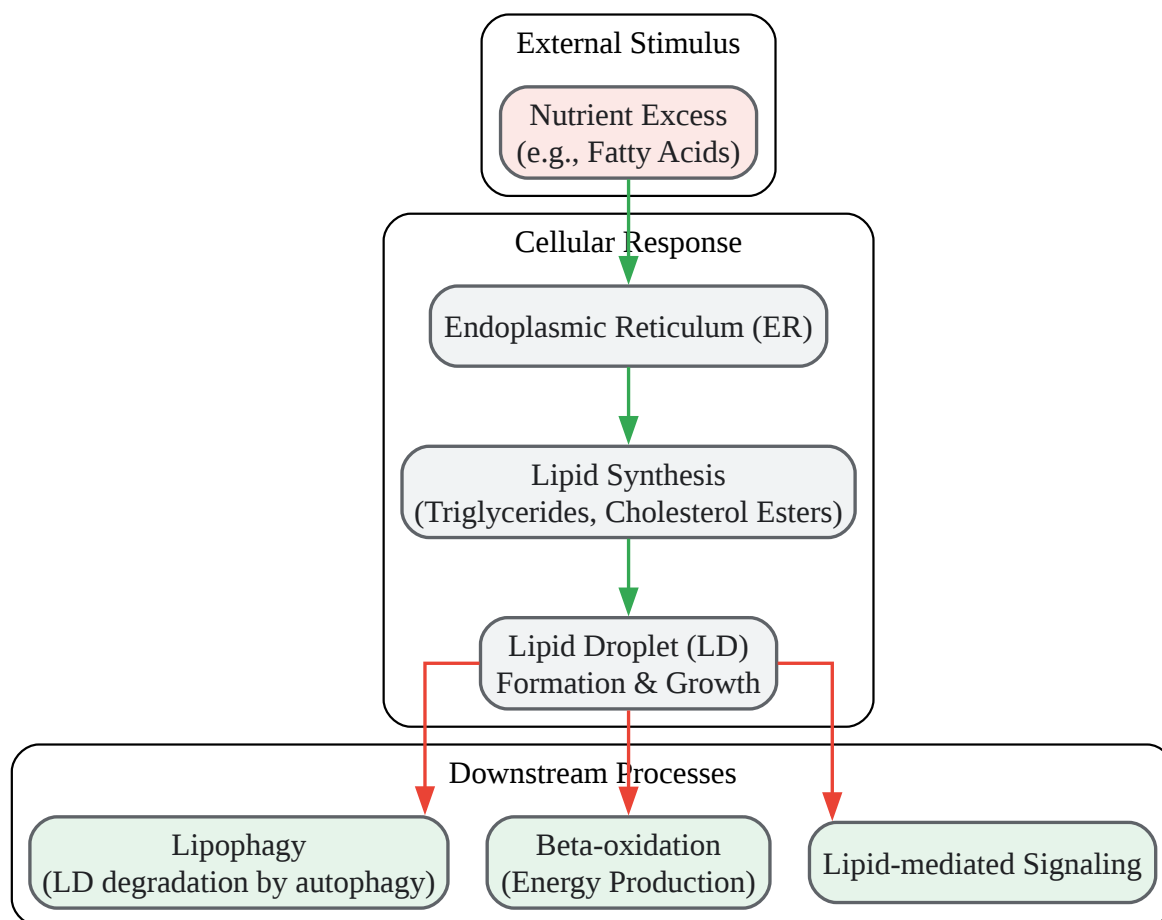 External Stimulus
Nutrient Excess
(e.g., Fatty Acids)
Cellular Response
Endoplasmic Reticulum (ER)
Lipid Synthesis
(Triglycerides, Cholesterol Esters)
Lipid Droplet (LD)
Formation & Growth
Downstream Processes
Lipophagy
(LD degradation by autophagy)
Beta-oxidation
(Energy Production)
Lipid-mediated Signaling